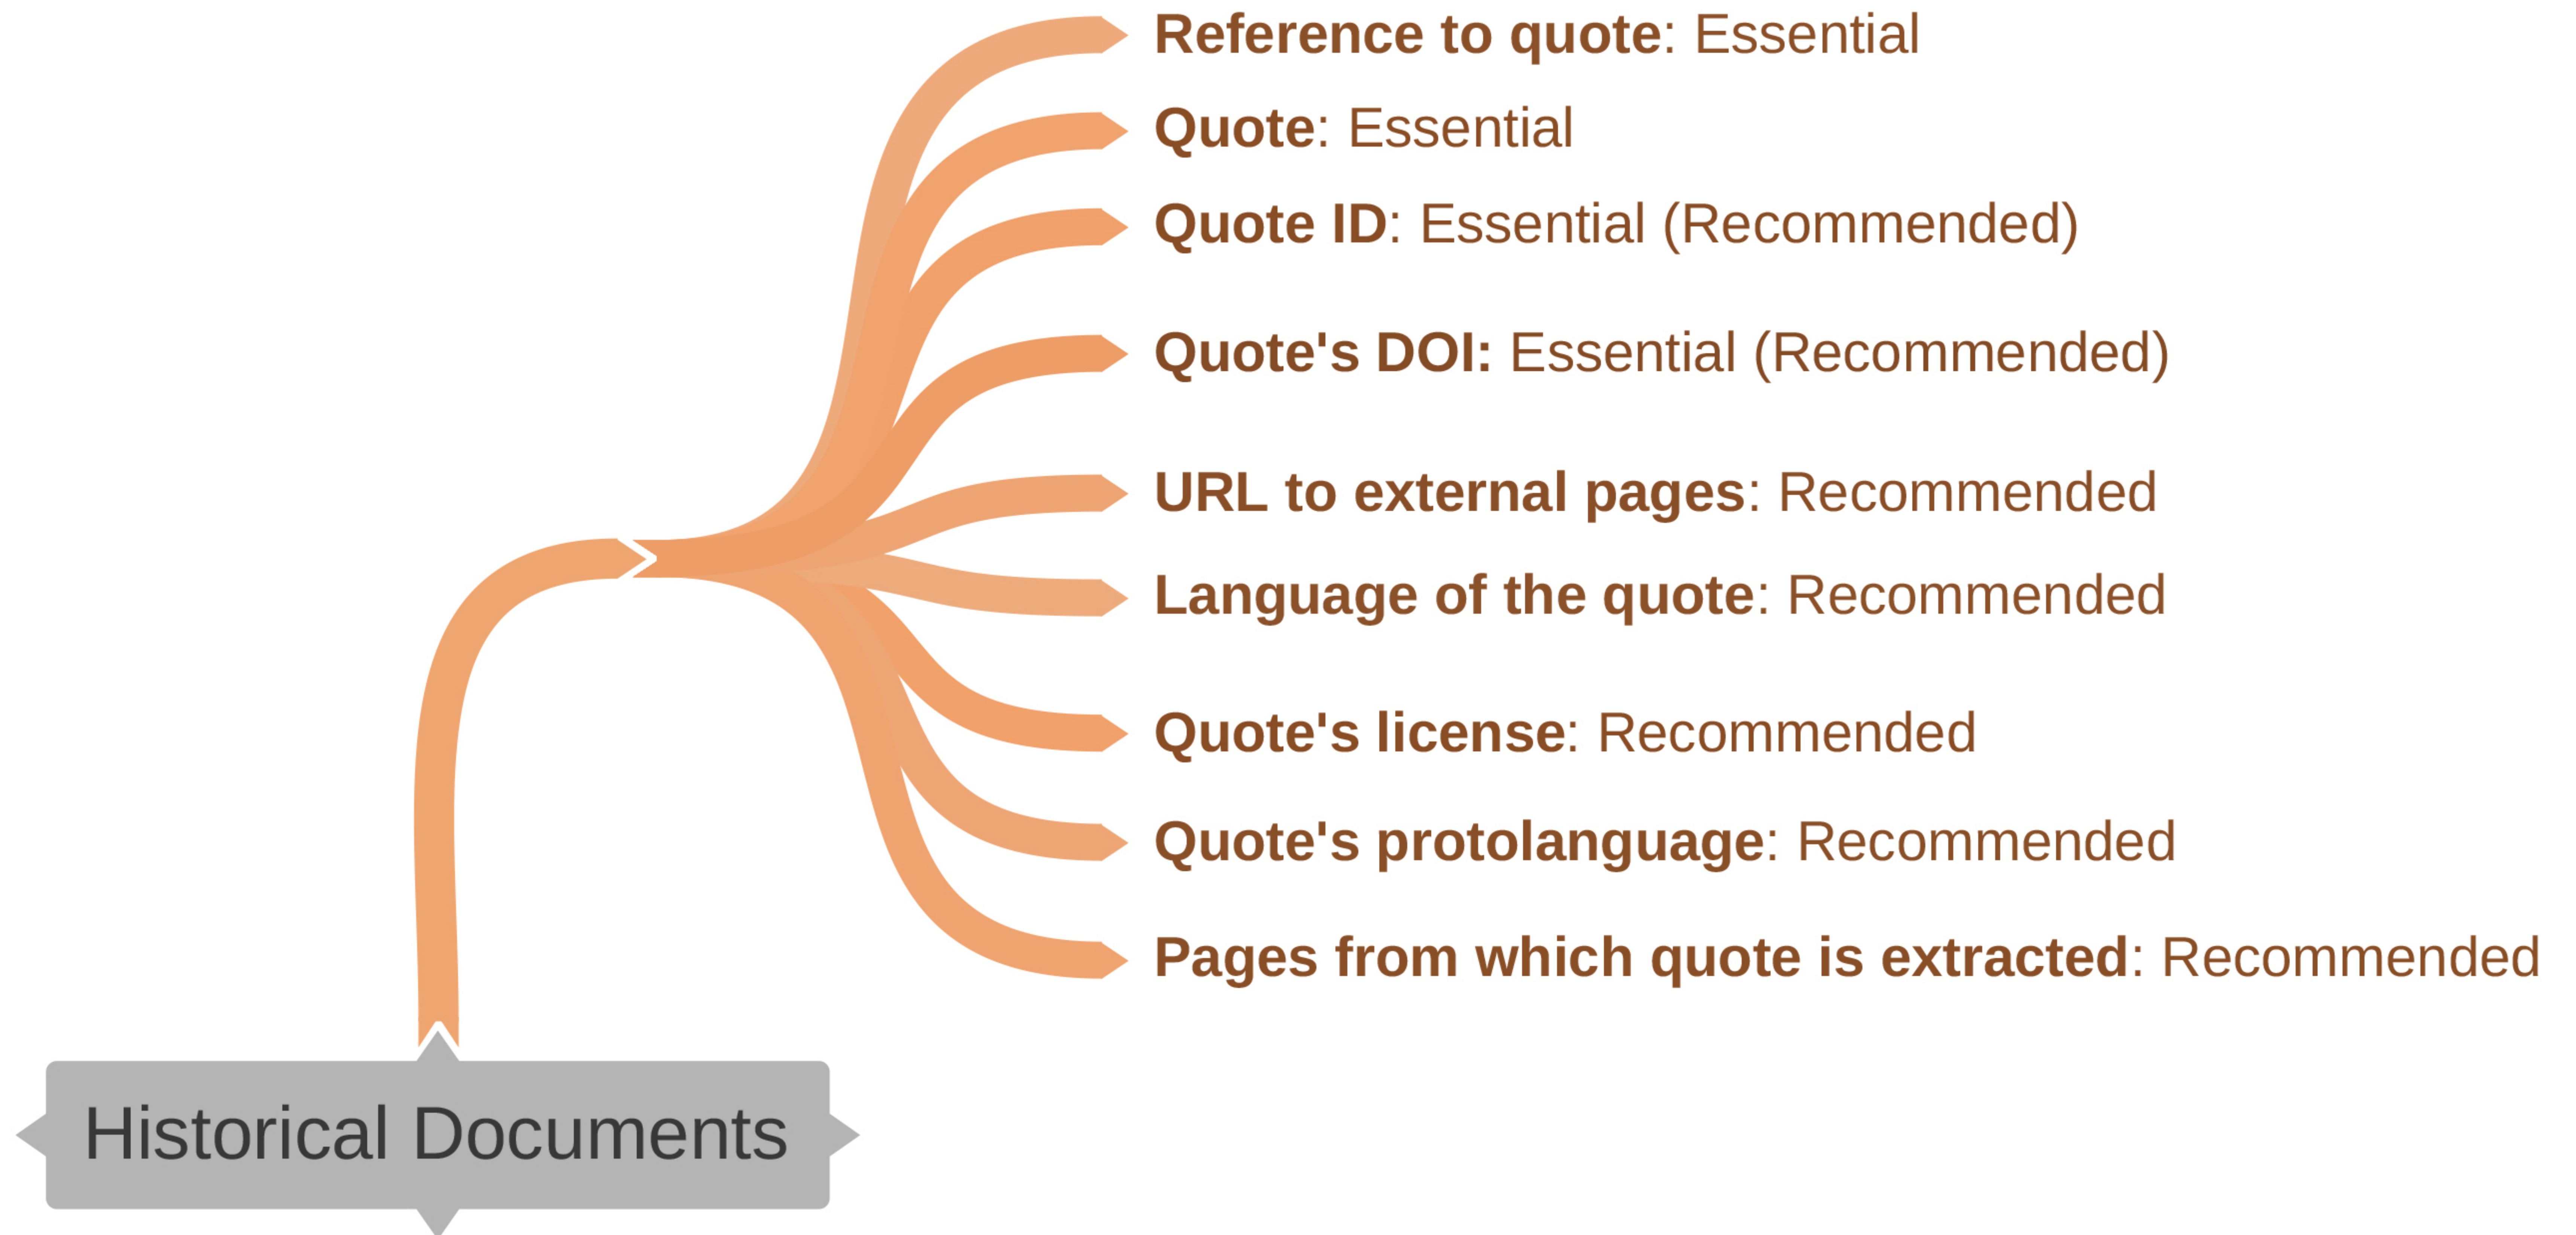 Reference to quote: Essential
Quote: Essential
Quote ID: Essential (Recommended)
Quote's DOI: Essential (Recommended)
URL to external pages: Recommended
Language of the quote: Recommended
Quote's license: Recommended
Quote's protolanguage: Recommended
Pages from which quote is extracted: Recommended
Historical Documents